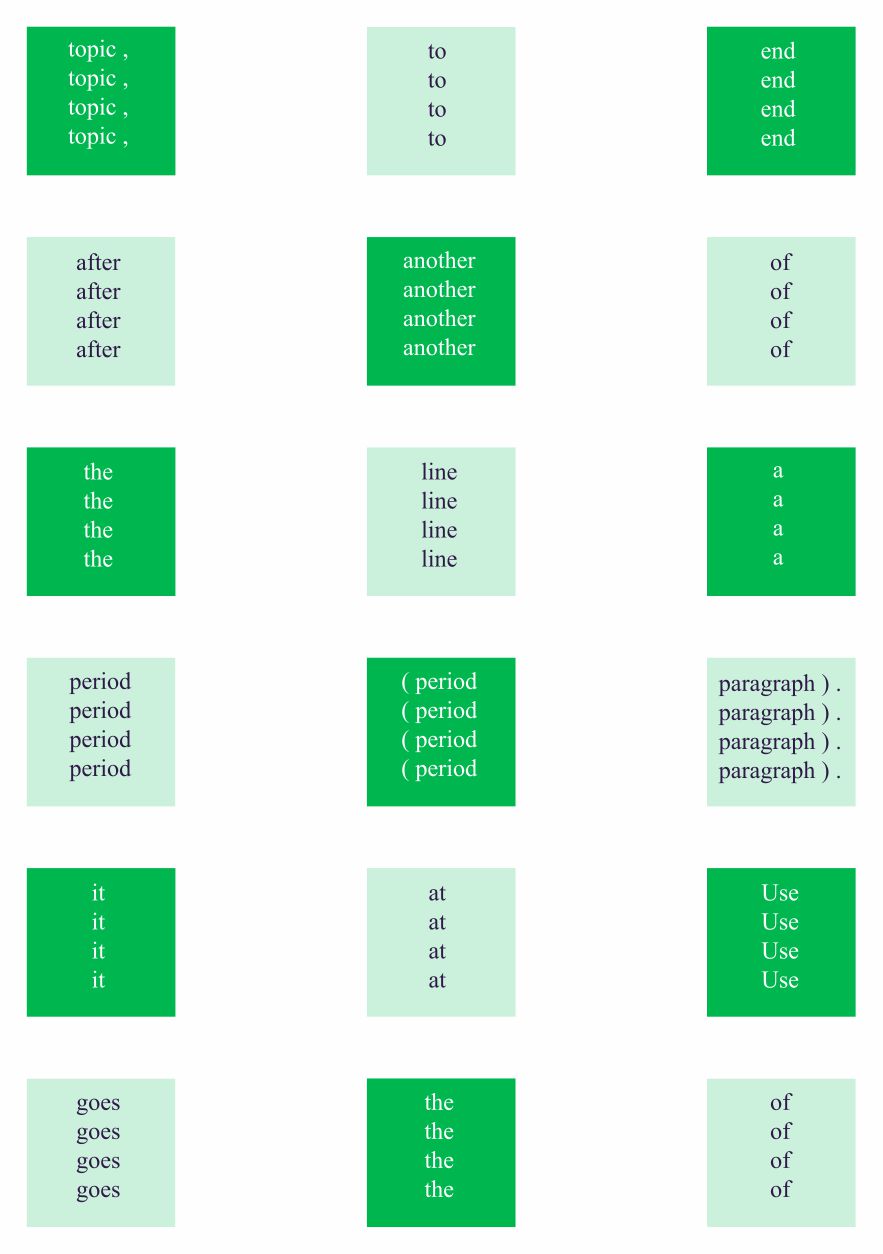 topic ,
topic ,
topic ,
topic ,
to
to
to
to
end
end
end
end
after
after
after
after
another
another
another
another
of
of
of
of
the
the
the
the
line
line
line
line
a
a
a
a
period
period
period
period
( period
( period
( period
( period
paragraph ) .
paragraph ) .
paragraph ) .
paragraph ) .
it
it
it
it
at
at
at
at
Use
Use
Use
Use
goes
goes
goes
goes
the
the
the
the
of
of
of
of